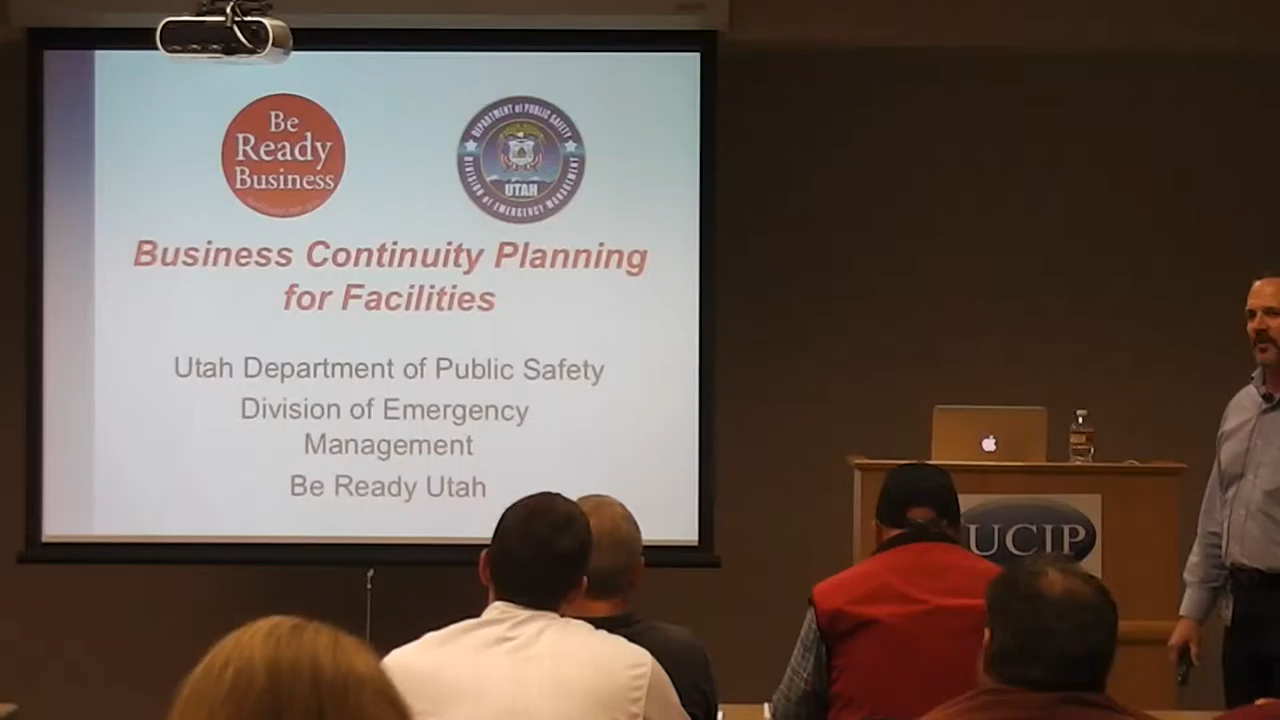 Be
Ready
Business
DEPARTMENT of PUBLIC SAFETY
UTAH
DIVISION of EMERGENCY MANAGEMENT
Business Continuity Planning
for Facilities
Utah Department of Public Safety
Division of Emergency
Management
Be Ready Utah
UCIP